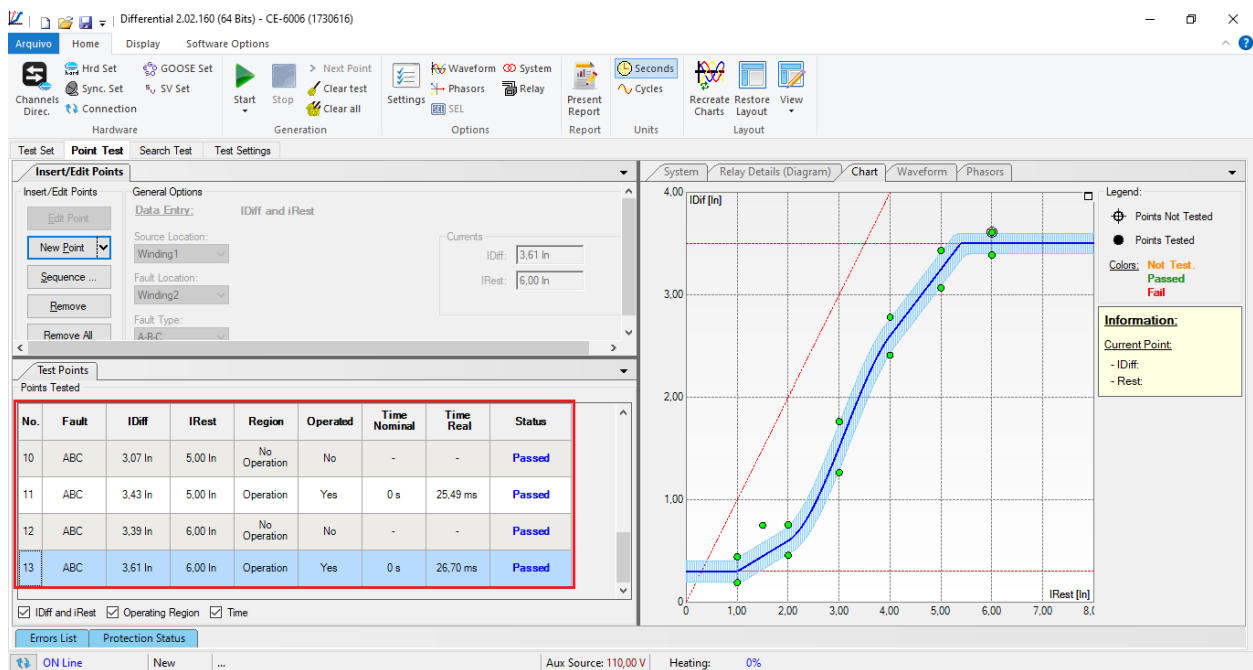 Differential 2.02.160 (64 Bits) - CE-6006 (1730616)
Arquivo Home Display Software Options
Channels Direc.
Hrd Set
Sync. Set
Connection
GOOSE Set
SV Set
Hardware
Start
Stop
Next Point
Clear test
Clear all
Generation
Settings
Waveform
Phasors
SEL
System
Relay
Options
Present Report
Report
Seconds
Cycles
Units
Recreate Charts
Restore Layout
View
Layout
Test Set Point Test Search Test Test Settings
Insert/Edit Points
Insert/Edit Points
Edit Point
New Point
Sequence ...
Remove
Remove All
General Options
Data Entry: IDiff and iRest
Source Location:
Winding1
Fault Location:
Winding2
Fault Type:
A-B-C
Currents
IDiff: 3,61 In
IRest: 6,00 In
Test Points
Points Tested
No. Fault IDiff IRest Region Operated Time Nominal Time Real Status
10 ABC 3,07 In 5,00 In No Operation No - - Passed
11 ABC 3,43 In 5,00 In Operation Yes 0 s 25,49 ms Passed
12 ABC 3,39 In 6,00 In No Operation No - - Passed
13 ABC 3,61 In 6,00 In Operation Yes 0 s 26,70 ms Passed
IDiff and iRest Operating Region Time
Errors List Protection Status
System Relay Details (Diagram) Chart Waveform Phasors
IDif [In]
4,00
3,00
2,00
1,00
0
IRest [In]
0 1,00 2,00 3,00 4,00 5,00 6,00 7,00 8,(
Legend:
Points Not Tested
Points Tested
Colors: Not Test.
Passed
Fail
Information:
Current Point:
- IDiff:
- Rest:
ON Line New ... Aux Source: 110,00 V Heating: 0%